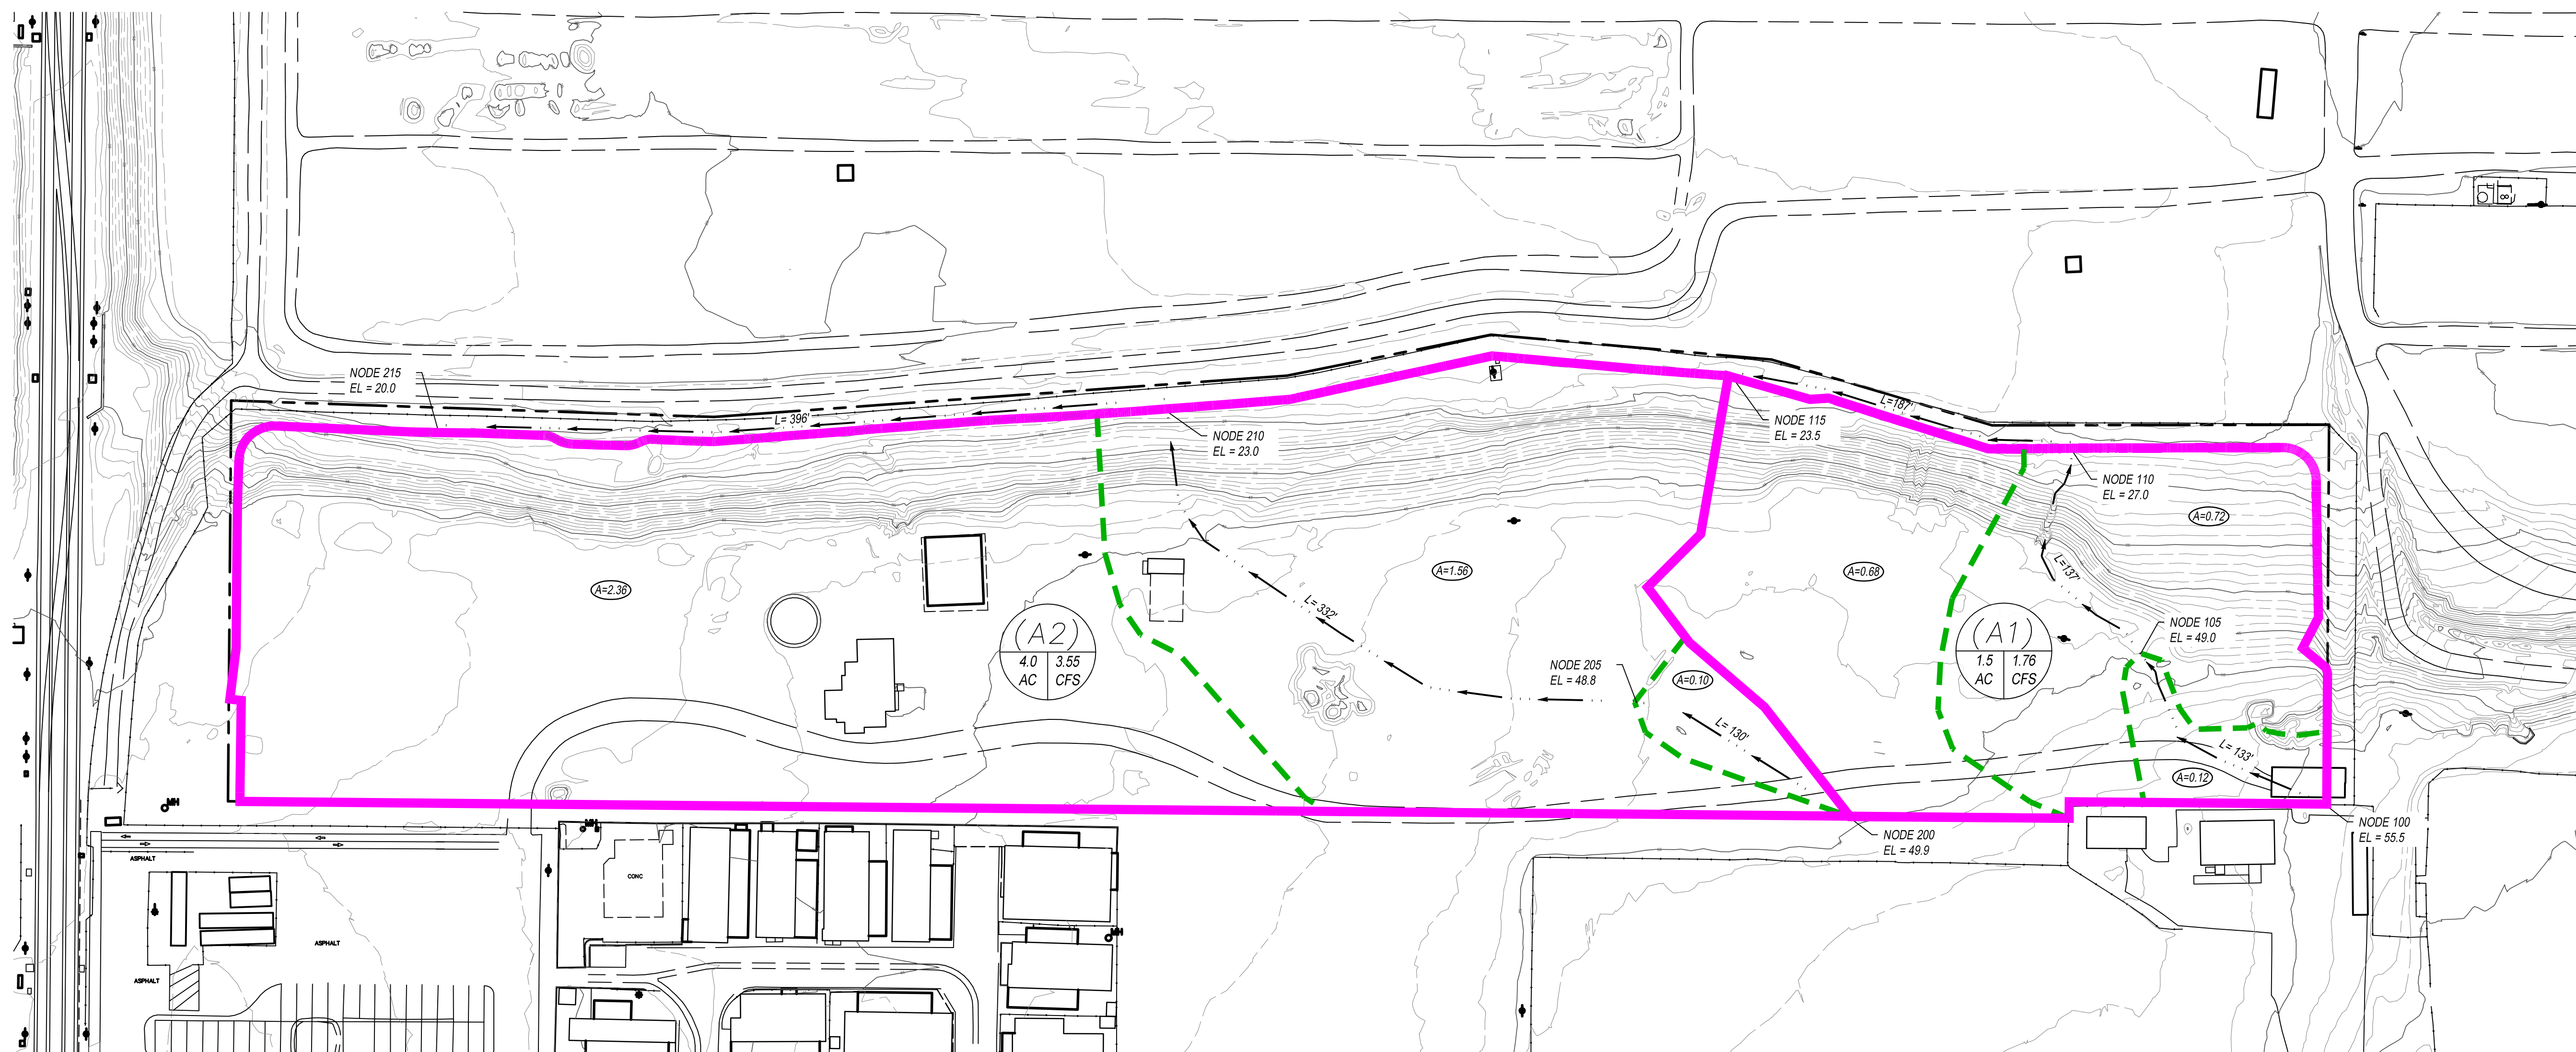 NODE 215
EL = 20.0
L= 396'
NODE 210
EL = 23.0
L=187'
NODE 115
EL = 23.5
NODE 110
EL = 27.0
A=0.72
A=2.36
A=1.56
A=0.68
L=137'
L= 332'
(A2)
4.0
AC
3.55
CFS
(A1)
1.5
AC
1.76
CFS
NODE 105
EL = 49.0
NODE 205
EL = 48.8
A=0.10
L= 130'
L= 133'
A=0.12
NODE 200
EL = 49.9
NODE 100
EL = 55.5
MH
MH
ASPHALT
CONC
MH
ASPHALT
ASPHALT